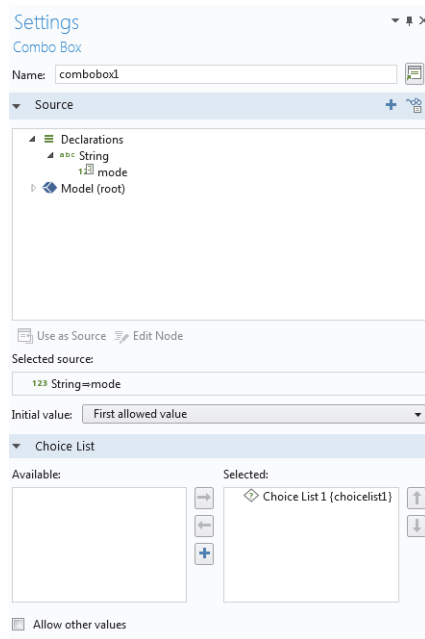 Settings
Combo Box
Name: combobox1
Source
Declarations
abc String
mode
Model (root)
Use as Source Edit Node
Selected source:
123 String⇒mode
Initial value: First allowed value
Choice List
Available: Selected:
Choice List 1 {choicelist1}
Allow other values